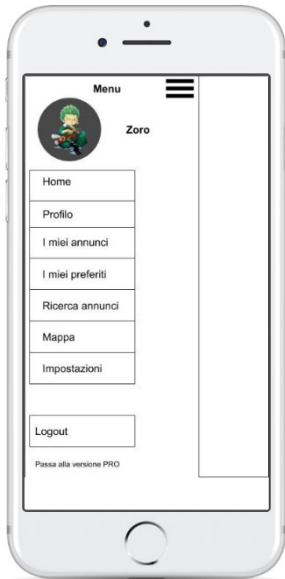 Menu
Zoro
Home
Profilo
I miei annunci
I miei preferiti
Ricerca annunci
Mappa
Impostazioni
Logout
Passa alla versione PRO